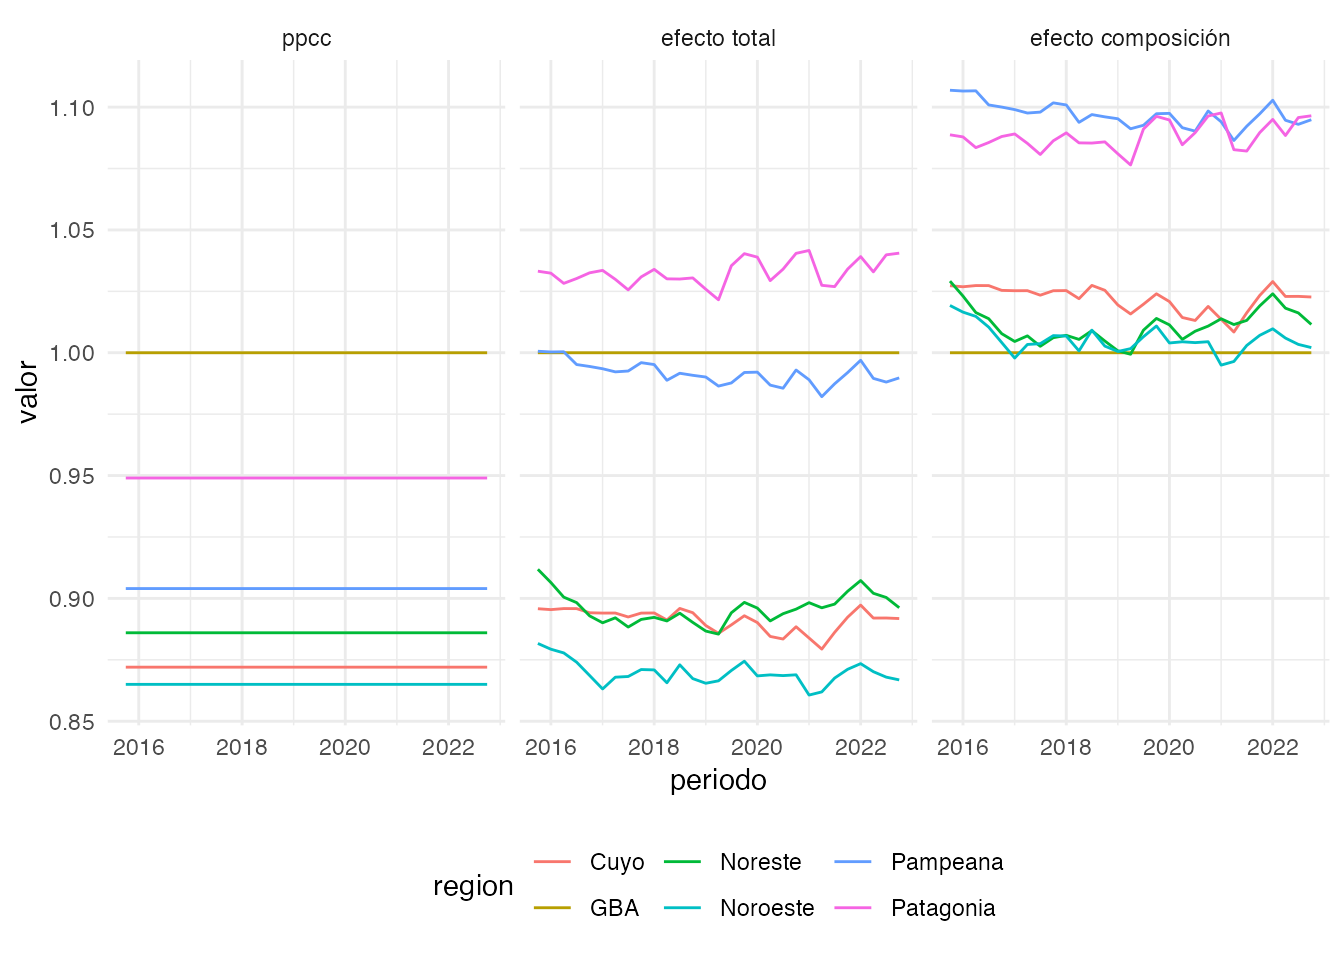 ppcc efecto total efecto composición
1.10
1.05
1.00
0.95
0.90
0.85
valor
2016 2018 2020 2022 2016 2018 2020 2022 2016 2018 2020 2022
periodo
region
Cuyo Noreste Pampeana
GBA Noroeste Patagonia